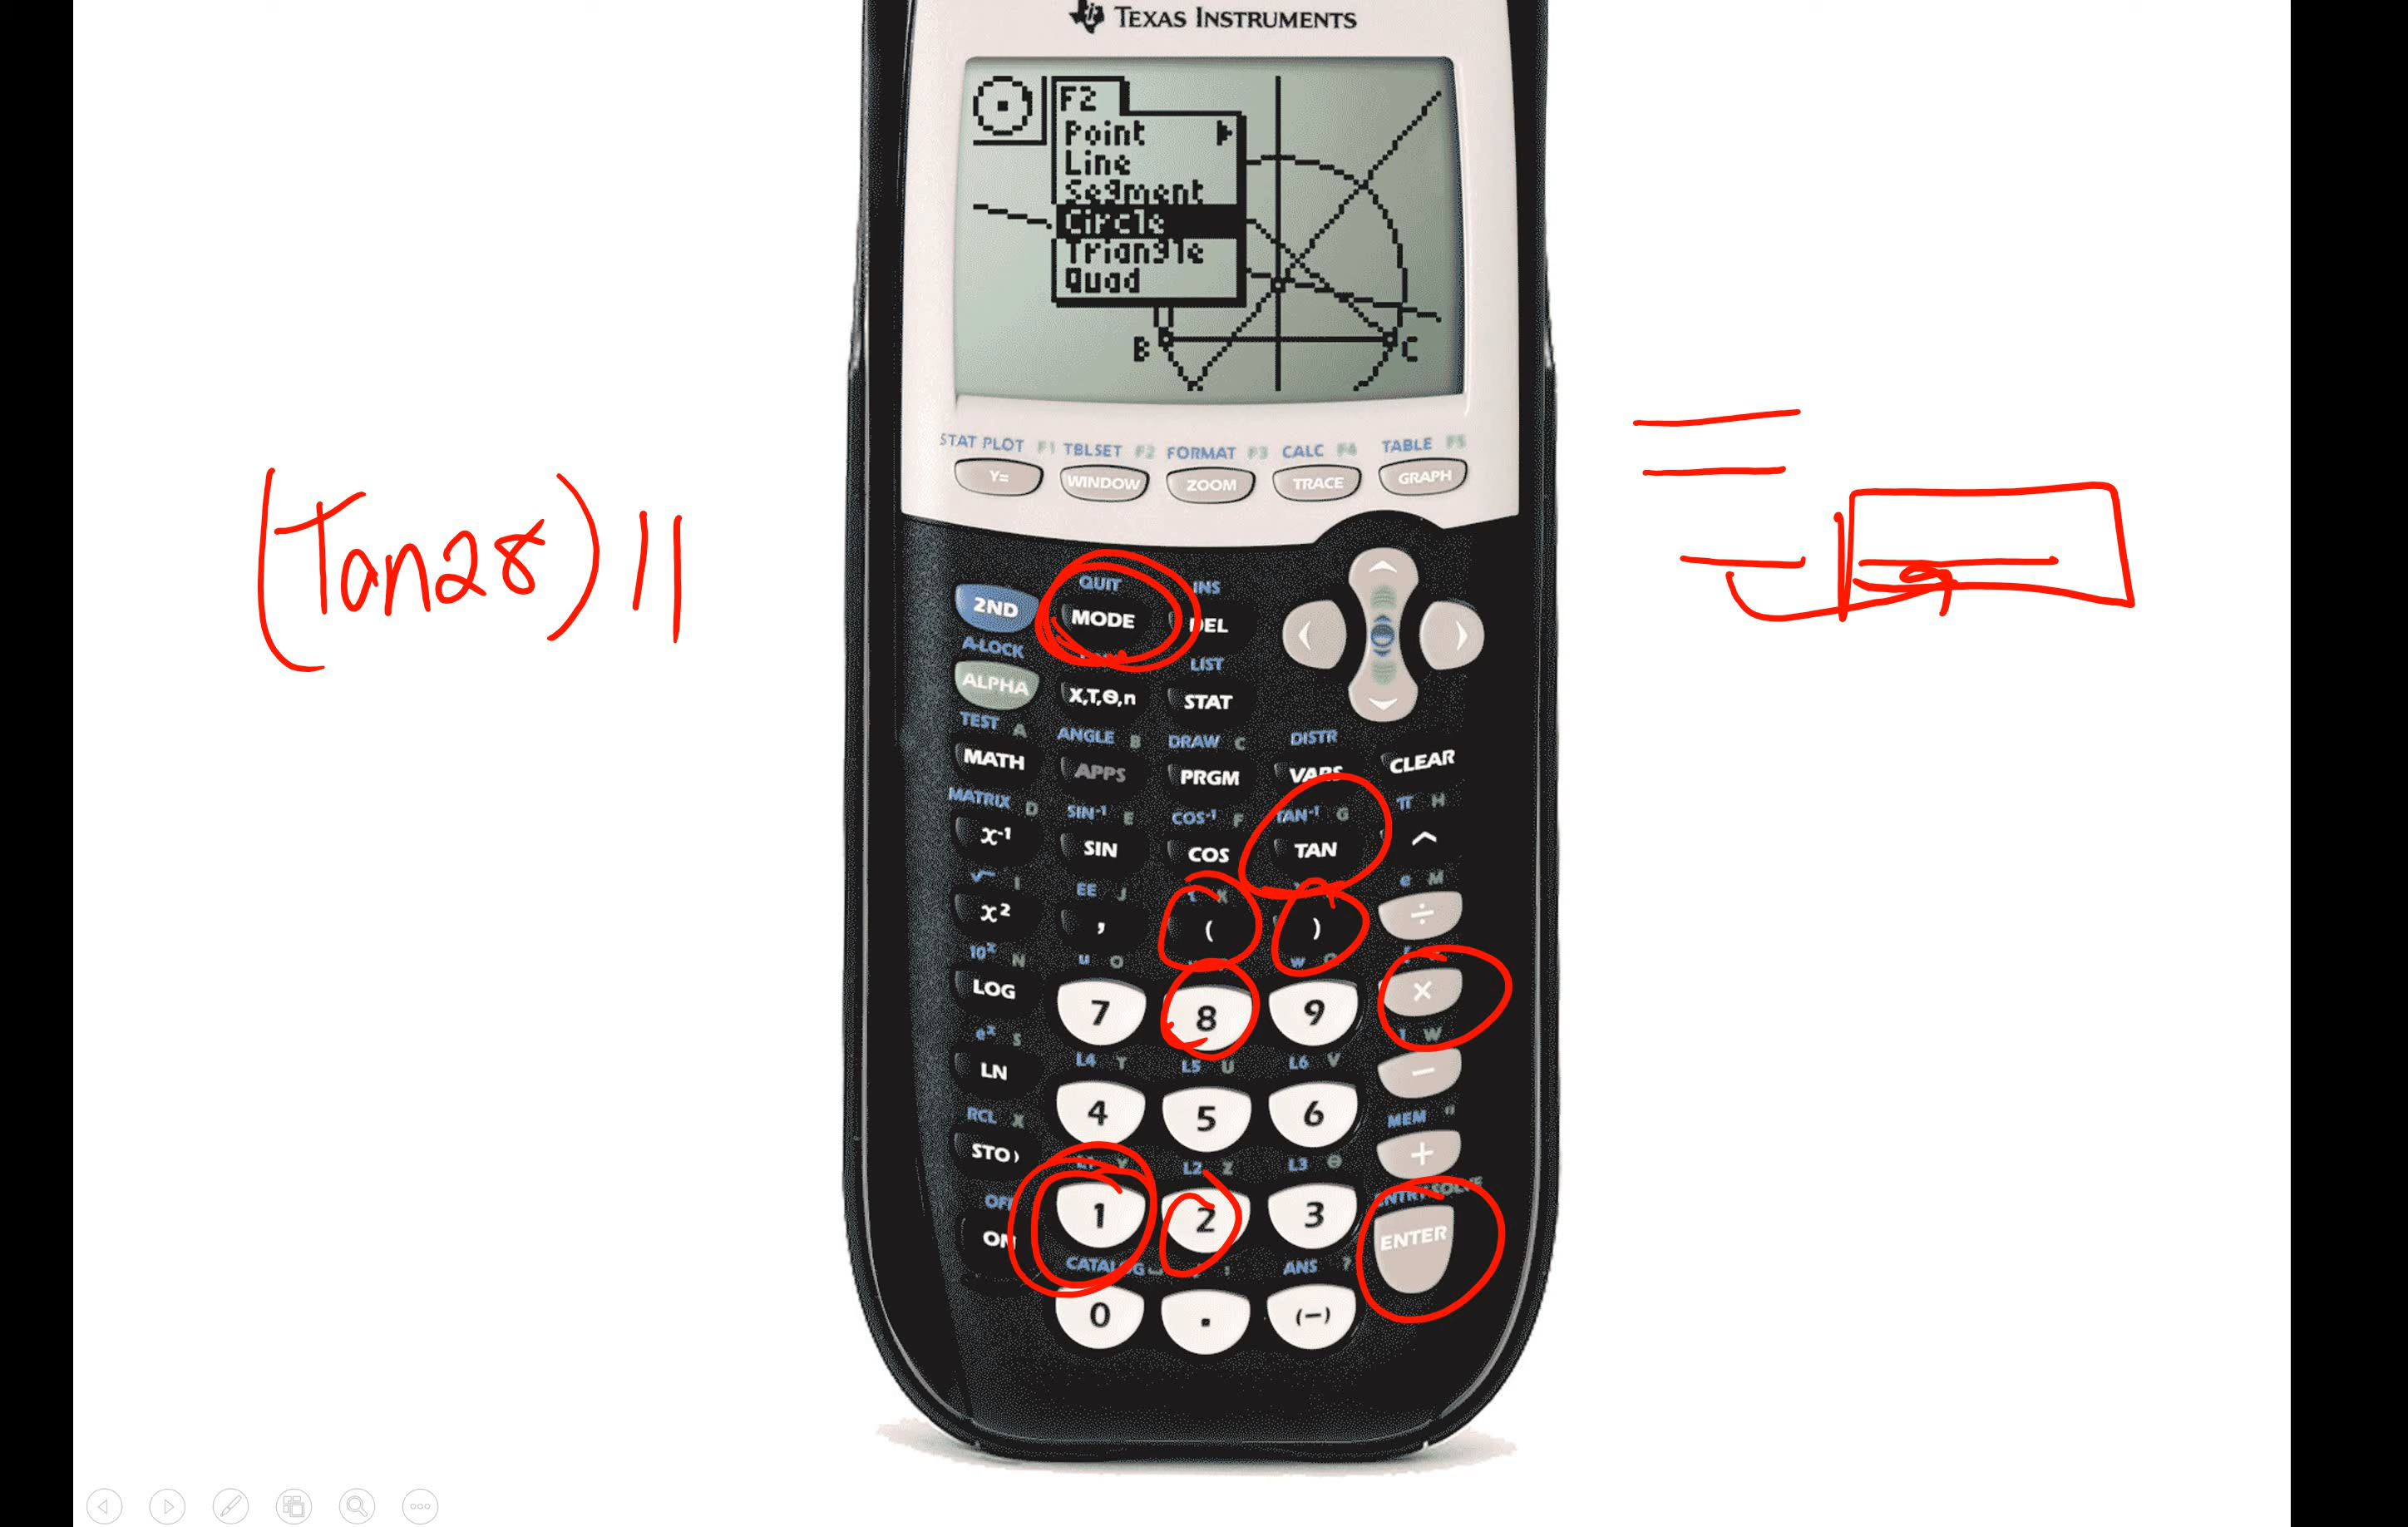 TEXAS INSTRUMENTS
F2
Point
Line
Segment
Circle
Triangle
Quad
B C
STAT PLOT F1 TBLSET F2 FORMAT F3 CALC F4 TABLE F5
Y= WINDOW ZOOM TRACE GRAPH
(Tan28)11
QUIT INS
2ND MODE DEL
A-LOCK LIST
ALPHA X,T,Θ,n STAT
TEST A ANGLE B DRAW C DISTR
MATH APPS PRGM VARS CLEAR
MATRIX D SIN-1 E COS-1 F TAN-1 G π H
x-1 SIN COS TAN ^
√ I EE J { K e M
x2 , ( ) ÷
10x N u O w
LOG 7 8 9 ×
ex S L4 T L5 U L6 V W
LN 4 5 6 −
RCL X MEM "
STO› +
L1 Y L2 Z L3 Θ ENTRY SOLVE
OFF 1 2 3 ENTER
ON
CATALOG : ANS ?
0 . (−)